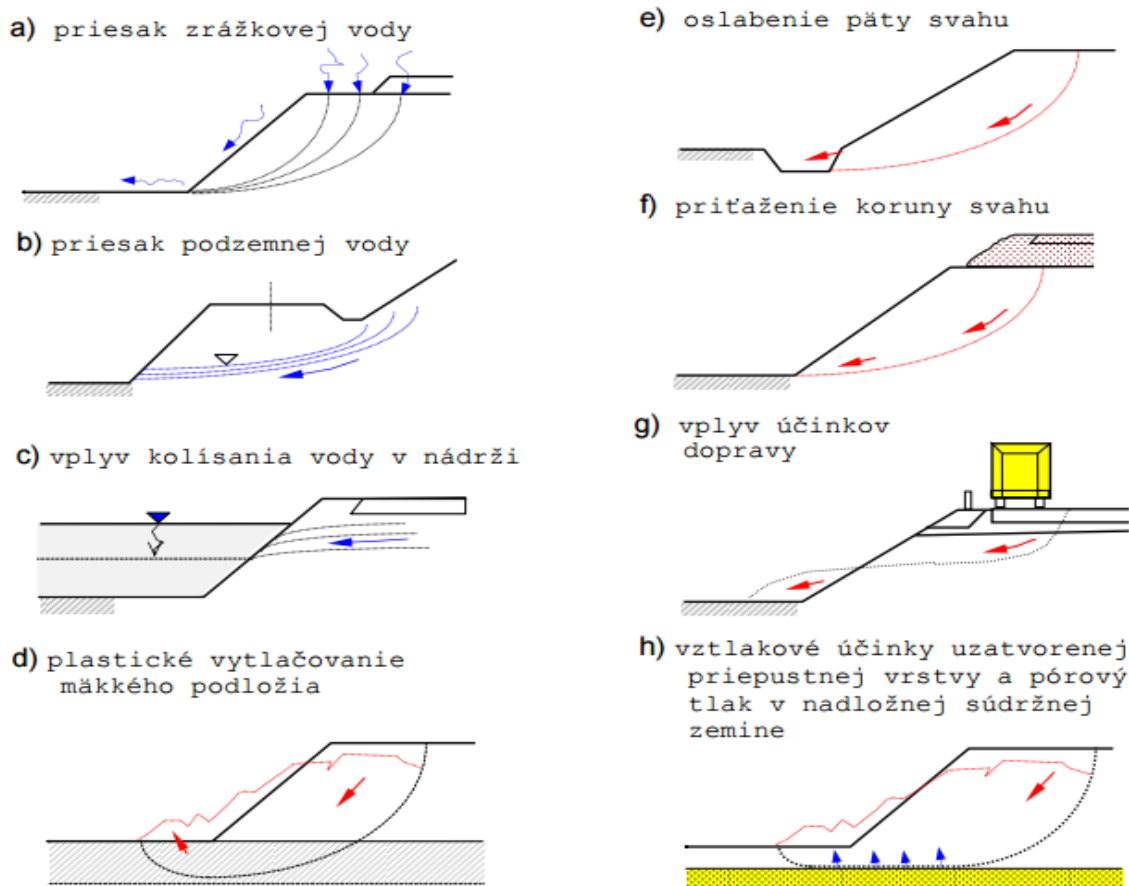 a) priesak zrážkovej vody
b) priesak podzemnej vody
c) vplyv kolísania vody v nádrži
d) plastické vytlačovanie
mäkkého podložia
e) oslabenie päty svahu
f) priťaženie koruny svahu
g) vplyv účinkov
dopravy
h) vztlakové účinky uzatvorenej
priepustnej vrstvy a pórový
tlak v nadložnej súdržnej
zemine